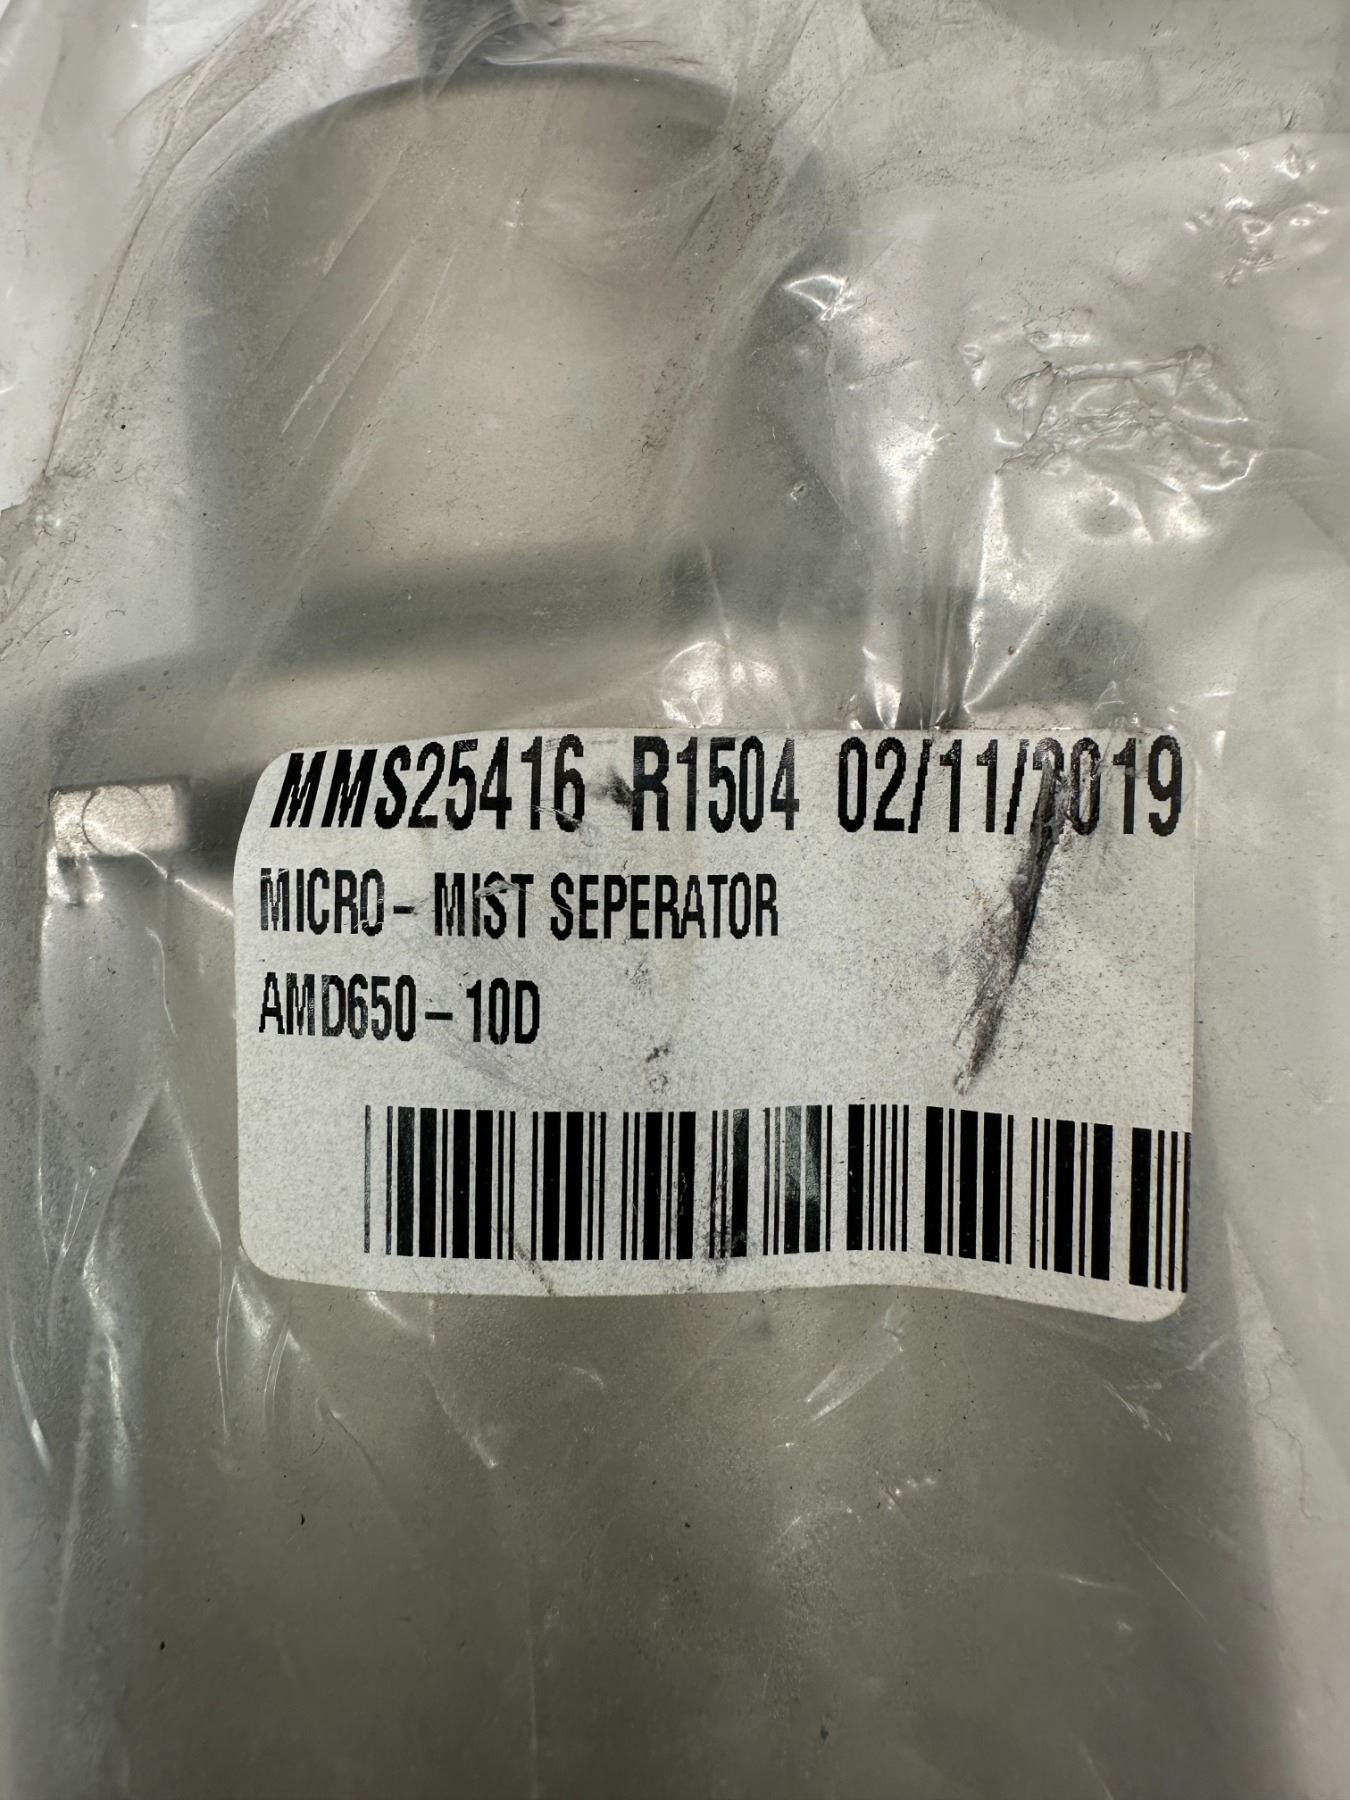 MMS25416 R1504 02/11/2019
MICRO- MIST SEPERATOR
AMD650-10D